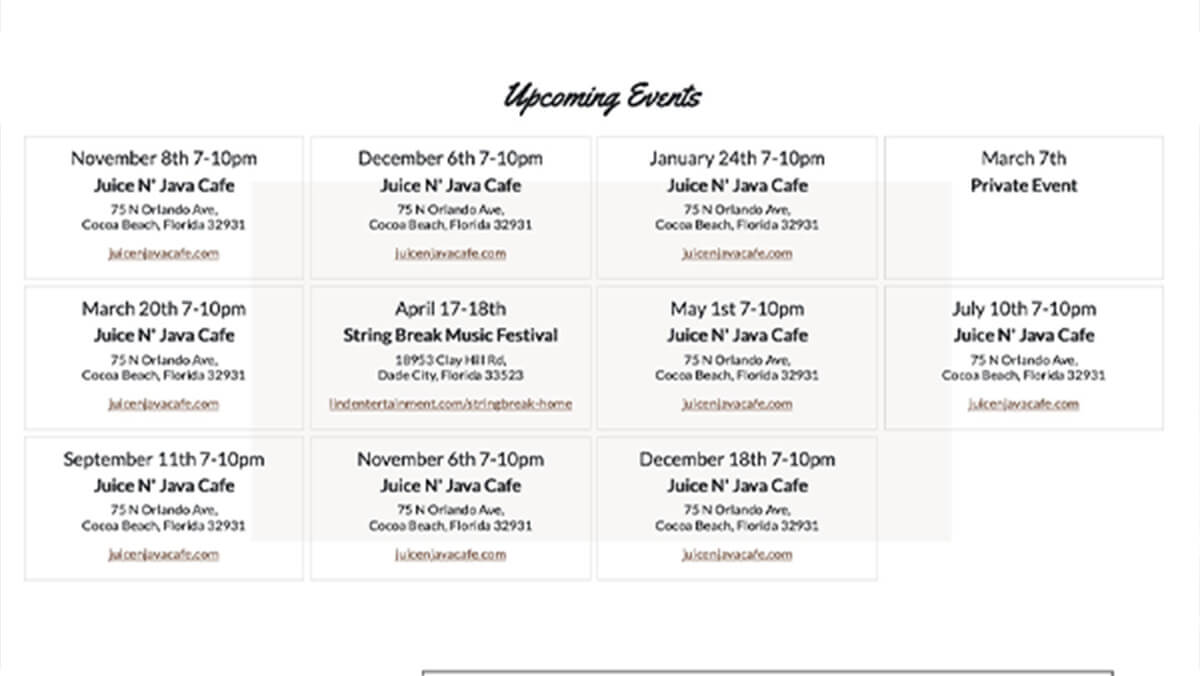 Upcoming Events
November 8th 7-10pm
Juice N' Java Cafe
75 N Orlando Ave,
Cocoa Beach, Florida 32931
juicenjavacafe.com
December 6th 7-10pm
Juice N' Java Cafe
75 N Orlando Ave,
Cocoa Beach, Florida 32931
juicenjavacafe.com
January 24th 7-10pm
Juice N' Java Cafe
75 N Orlando Ave,
Cocoa Beach, Florida 32931
juicenjavacafe.com
March 7th
Private Event
March 20th 7-10pm
Juice N' Java Cafe
75 N Orlando Ave,
Cocoa Beach, Florida 32931
juicenjavacafe.com
April 17-18th
String Break Music Festival
18953 Clay Hill Rd,
Dade City, Florida 33523
lindentertainment.com/stringbreak-home
May 1st 7-10pm
Juice N' Java Cafe
75 N Orlando Ave,
Cocoa Beach, Florida 32931
juicenjavacafe.com
July 10th 7-10pm
Juice N' Java Cafe
75 N Orlando Ave,
Cocoa Beach, Florida 32931
juicenjavacafe.com
September 11th 7-10pm
Juice N' Java Cafe
75 N Orlando Ave,
Cocoa Beach, Florida 32931
juicenjavacafe.com
November 6th 7-10pm
Juice N' Java Cafe
75 N Orlando Ave,
Cocoa Beach, Florida 32931
juicenjavacafe.com
December 18th 7-10pm
Juice N' Java Cafe
75 N Orlando Ave,
Cocoa Beach, Florida 32931
juicenjavacafe.com